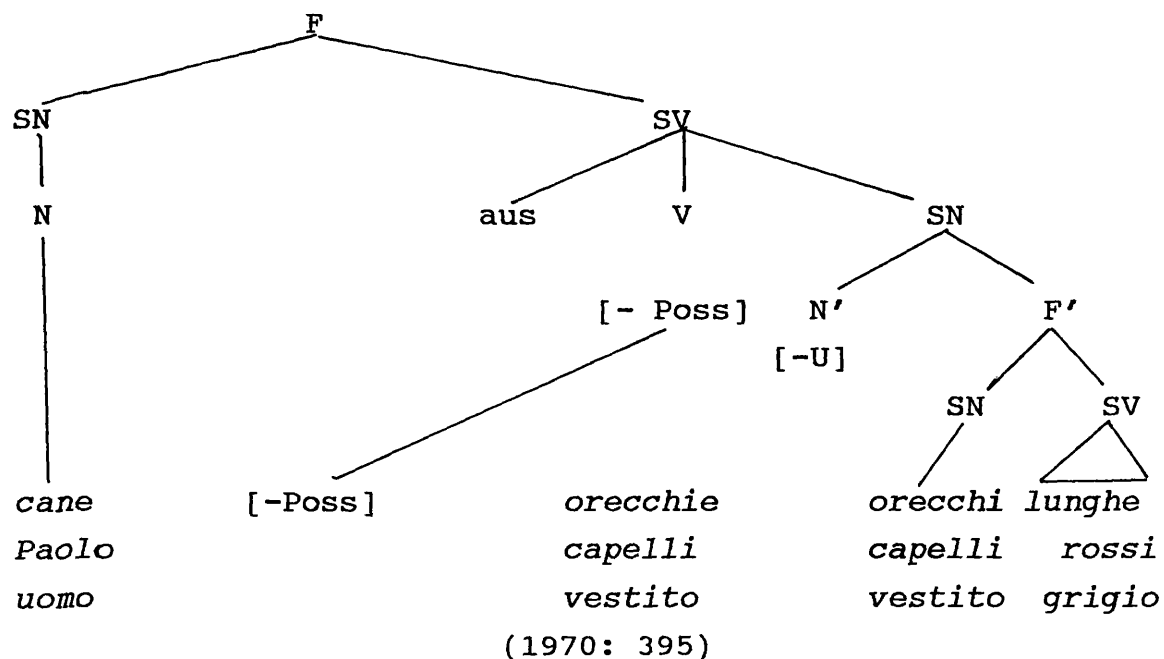 F
SN SV
N aus V SN
[- Poss] N' F'
[-U]
SN SV
cane [-Poss] orecchie orecchi lunghe
Paolo capelli capelli rossi
uomo vestito vestito grigio
(1970: 395)